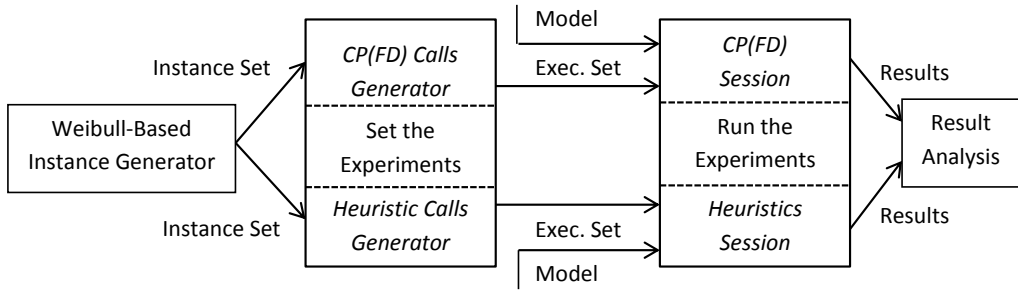 Weibull-Based
Instance Generator
Instance Set
Instance Set
CP(FD) Calls
Generator
Set the
Experiments
Heuristic Calls
Generator
Model
Exec. Set
Exec. Set
Model
CP(FD)
Session
Run the
Experiments
Heuristics
Session
Results
Results
Result
Analysis